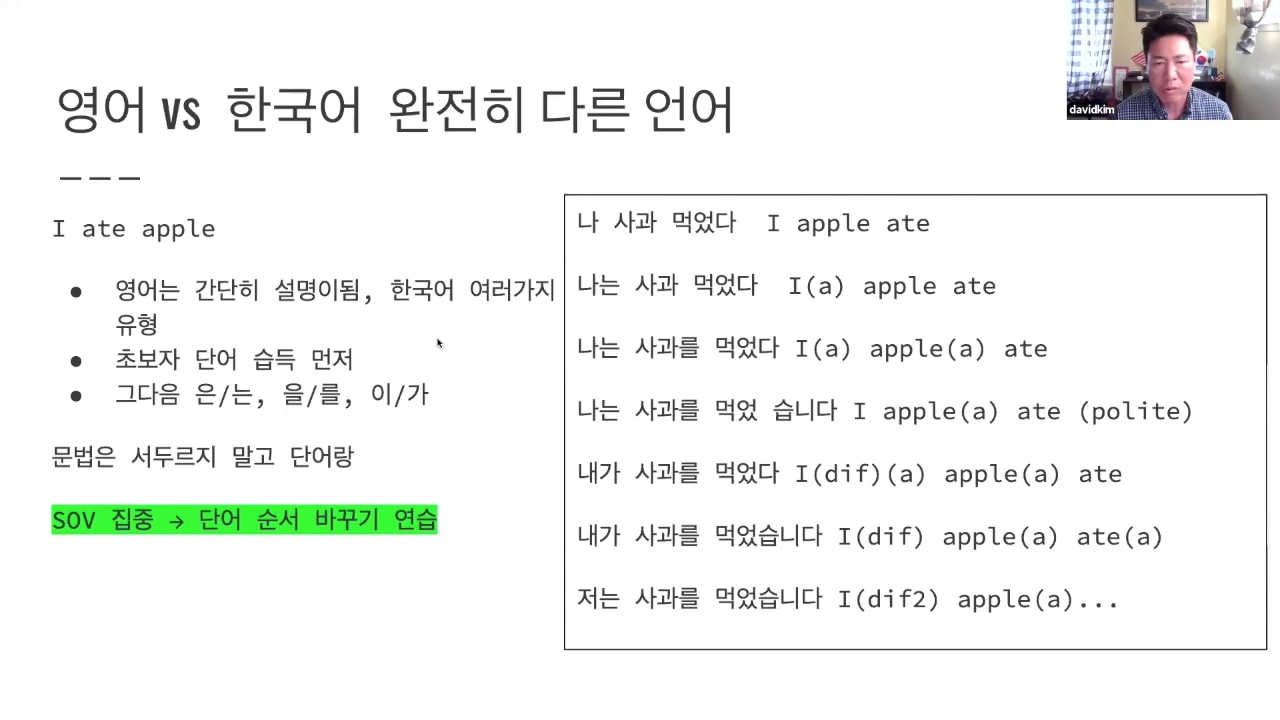 영어 vs 한국어 완전히 다른 언어
davidkim
I ate apple
영어는 간단히 설명이됨, 한국어 여러가지
유형
초보자 단어 습득 먼저
그다음 은/는, 을/를, 이/가
문법은 서두르지 말고 단어랑
SOV 집중 → 단어 순서 바꾸기 연습
나 사과 먹었다 I apple ate
나는 사과 먹었다 I(a) apple ate
나는 사과를 먹었다 I(a) apple(a) ate
나는 사과를 먹었 습니다 I apple(a) ate (polite)
내가 사과를 먹었다 I(dif)(a) apple(a) ate
내가 사과를 먹었습니다 I(dif) apple(a) ate(a)
저는 사과를 먹었습니다 I(dif2) apple(a)...